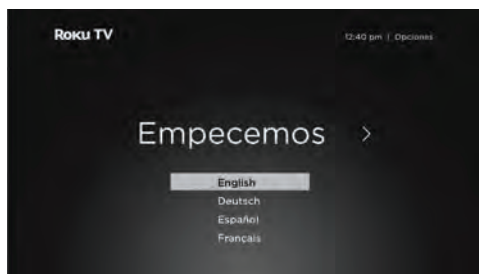 Roku TV
12:40 pm | Opciones
Empecemos >
English
Deutsch
Español
Français